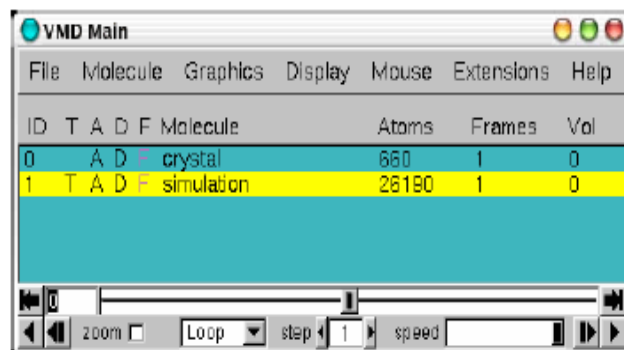 VMD Main
File Molecule Graphics Display Mouse Extensions Help
ID T A D F Molecule Atoms Frames Vol
0 A D F crystal 660 1 0
1 T A D F simulation 26190 1 0
0
zoom Loop step 1 speed